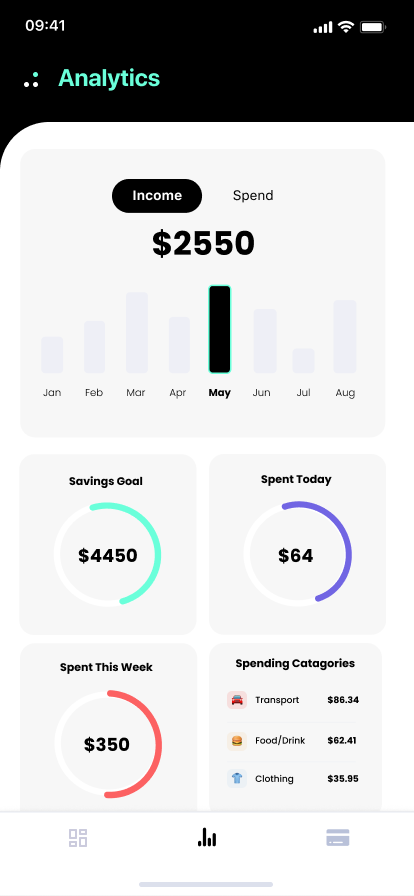 09:41
Analytics
Income Spend
$2550
Jan Feb Mar Apr May Jun Jul Aug
Savings Goal
$4450
Spent Today
$64
Spent This Week
$350
Spending Catagories
Transport $86.34
Food/Drink $62.41
Clothing $35.95